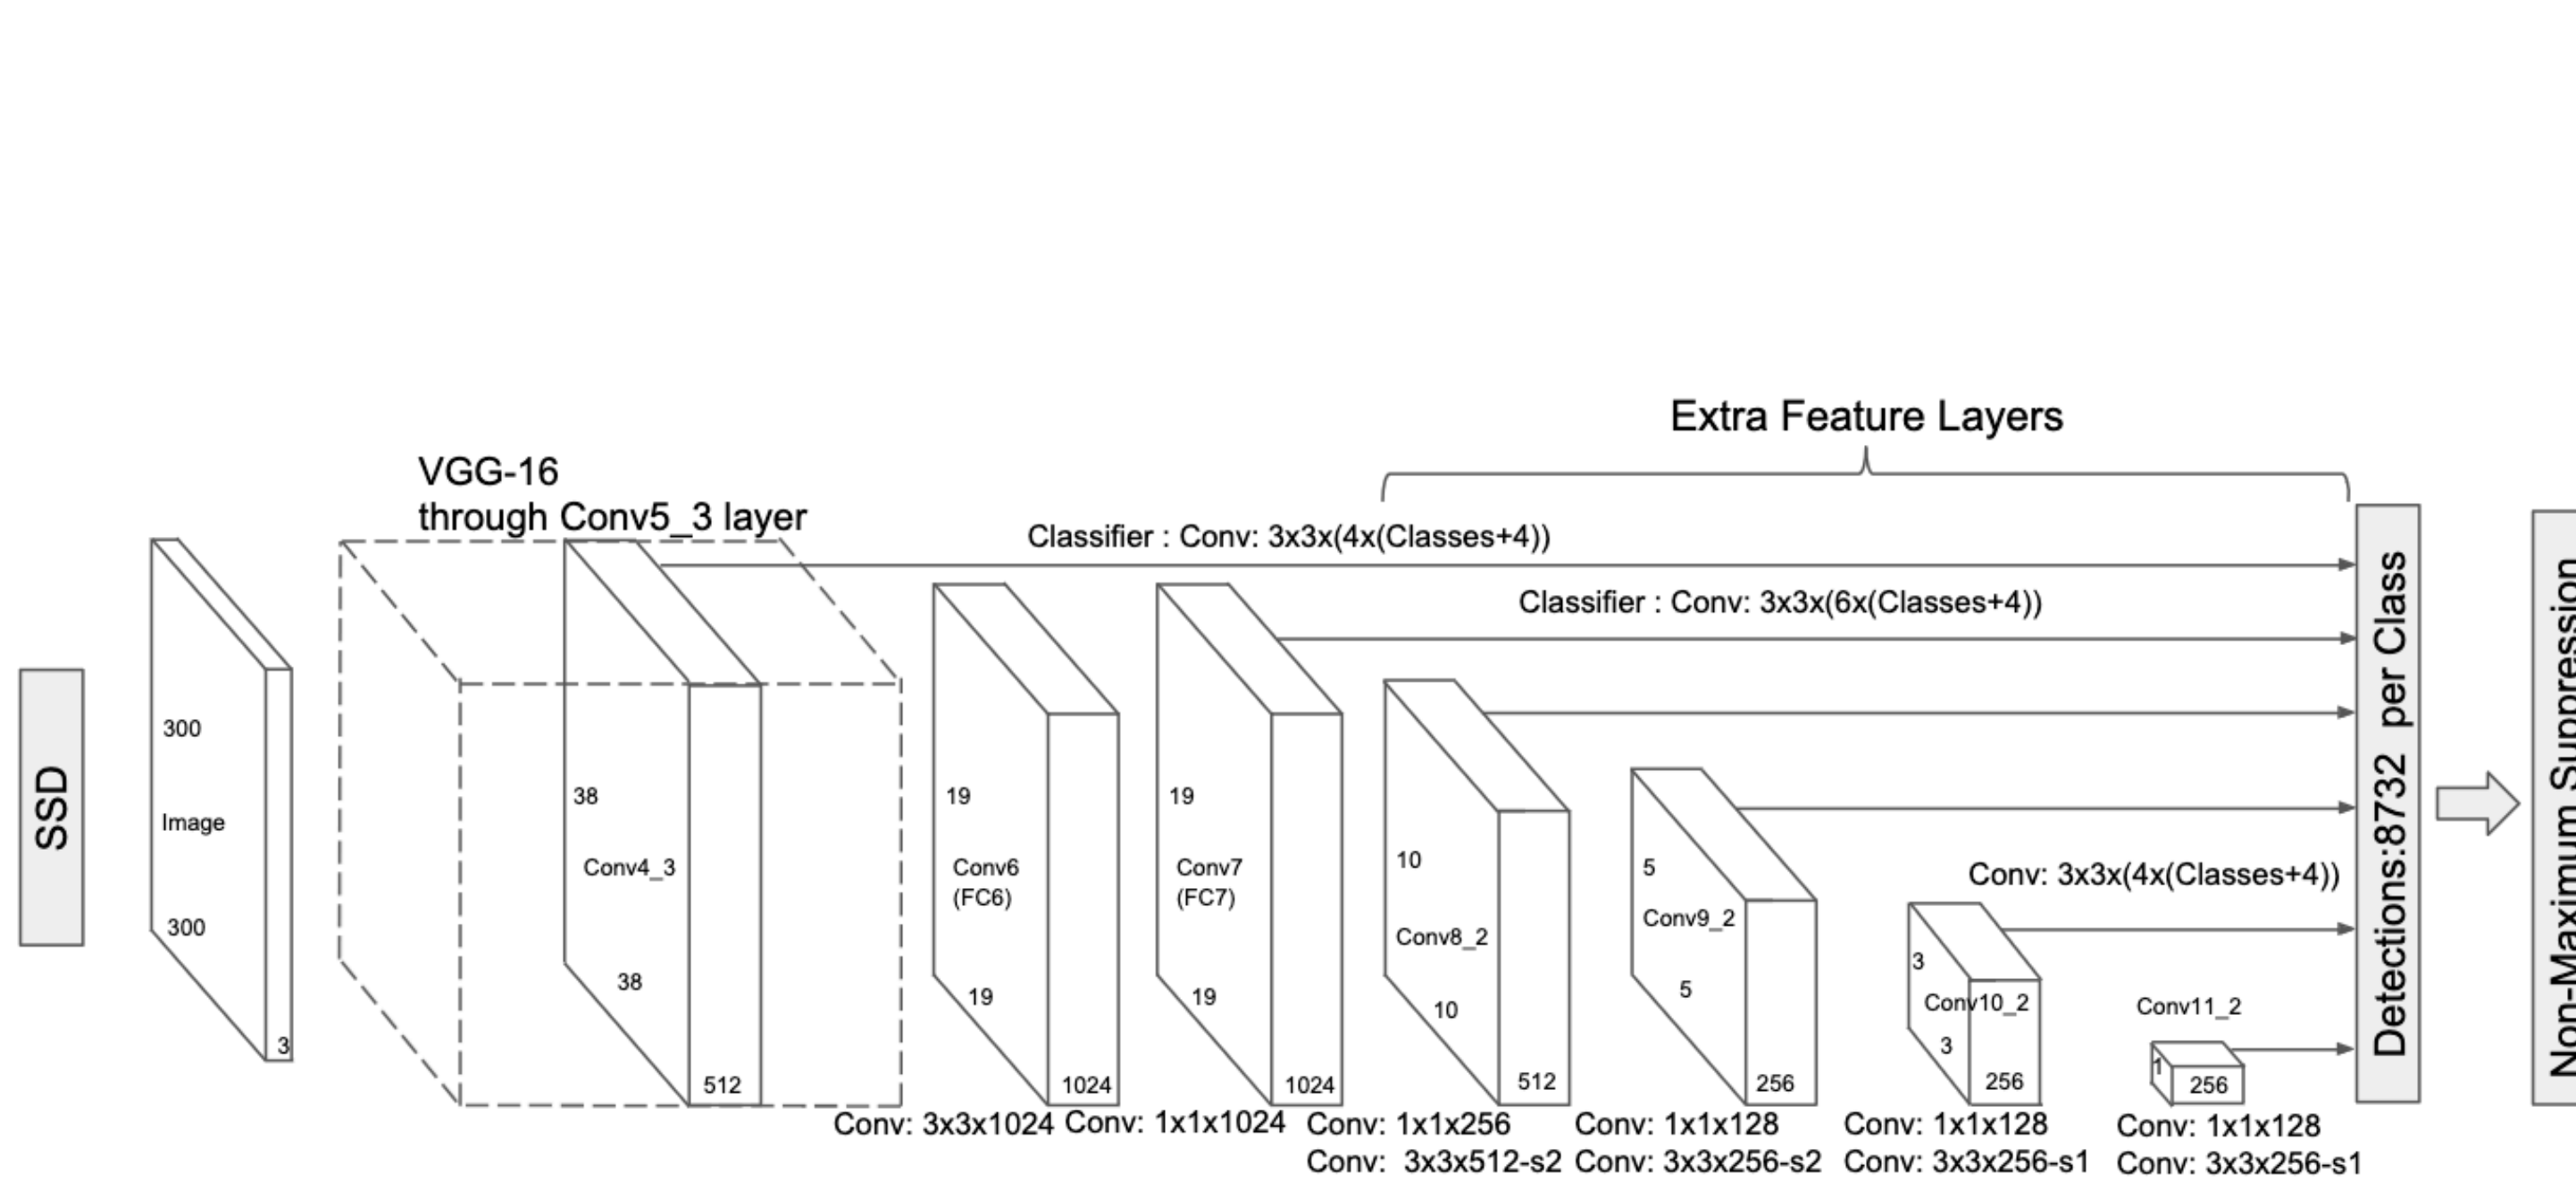 Extra Feature Layers
VGG-16
through Conv5_3 layer
Classifier : Conv: 3x3x(4x(Classes+4))
Classifier : Conv: 3x3x(6x(Classes+4))
SSD
300
Image
300
3
38
Conv4_3
38
512
19
Conv6
(FC6)
19
1024
19
Conv7
(FC7)
19
1024
10
Conv8_2
10
512
5
Conv9_2
5
256
Conv: 3x3x(4x(Classes+4))
3
Conv10_2
3
256
Conv11_2
1
256
Detections:8732 per Class
Non-Maximum Suppression
Conv: 3x3x1024
Conv: 1x1x1024
Conv: 1x1x256
Conv: 3x3x512-s2
Conv: 1x1x128
Conv: 3x3x256-s2
Conv: 1x1x128
Conv: 3x3x256-s1
Conv: 1x1x128
Conv: 3x3x256-s1